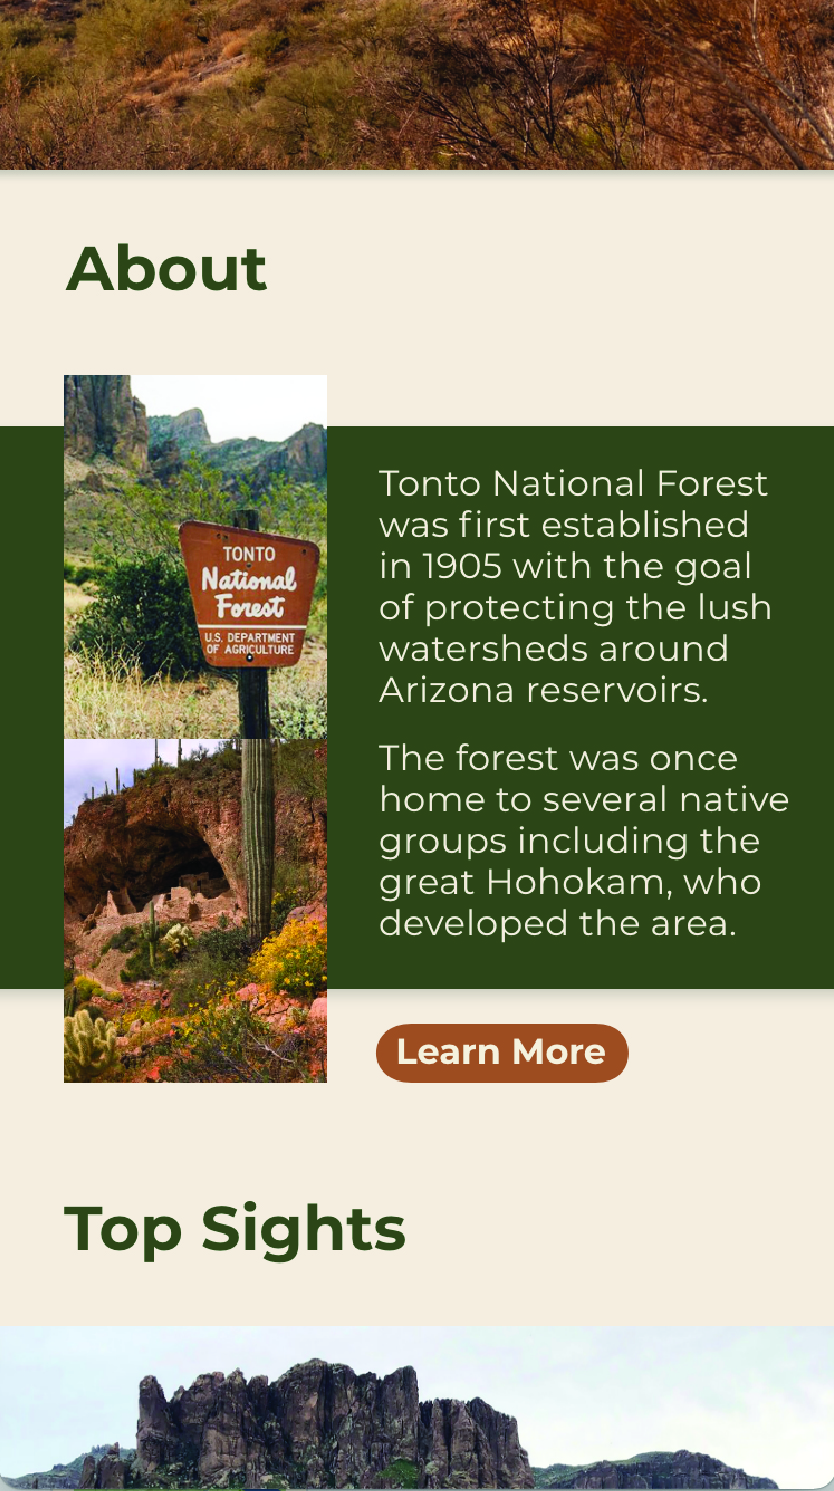 About
TONTO
National
Forest
U.S. DEPARTMENT
OF AGRICULTURE
Tonto National Forest
was first established
in 1905 with the goal
of protecting the lush
watersheds around
Arizona reservoirs.
The forest was once
home to several native
groups including the
great Hohokam, who
developed the area.
Learn More
Top Sights